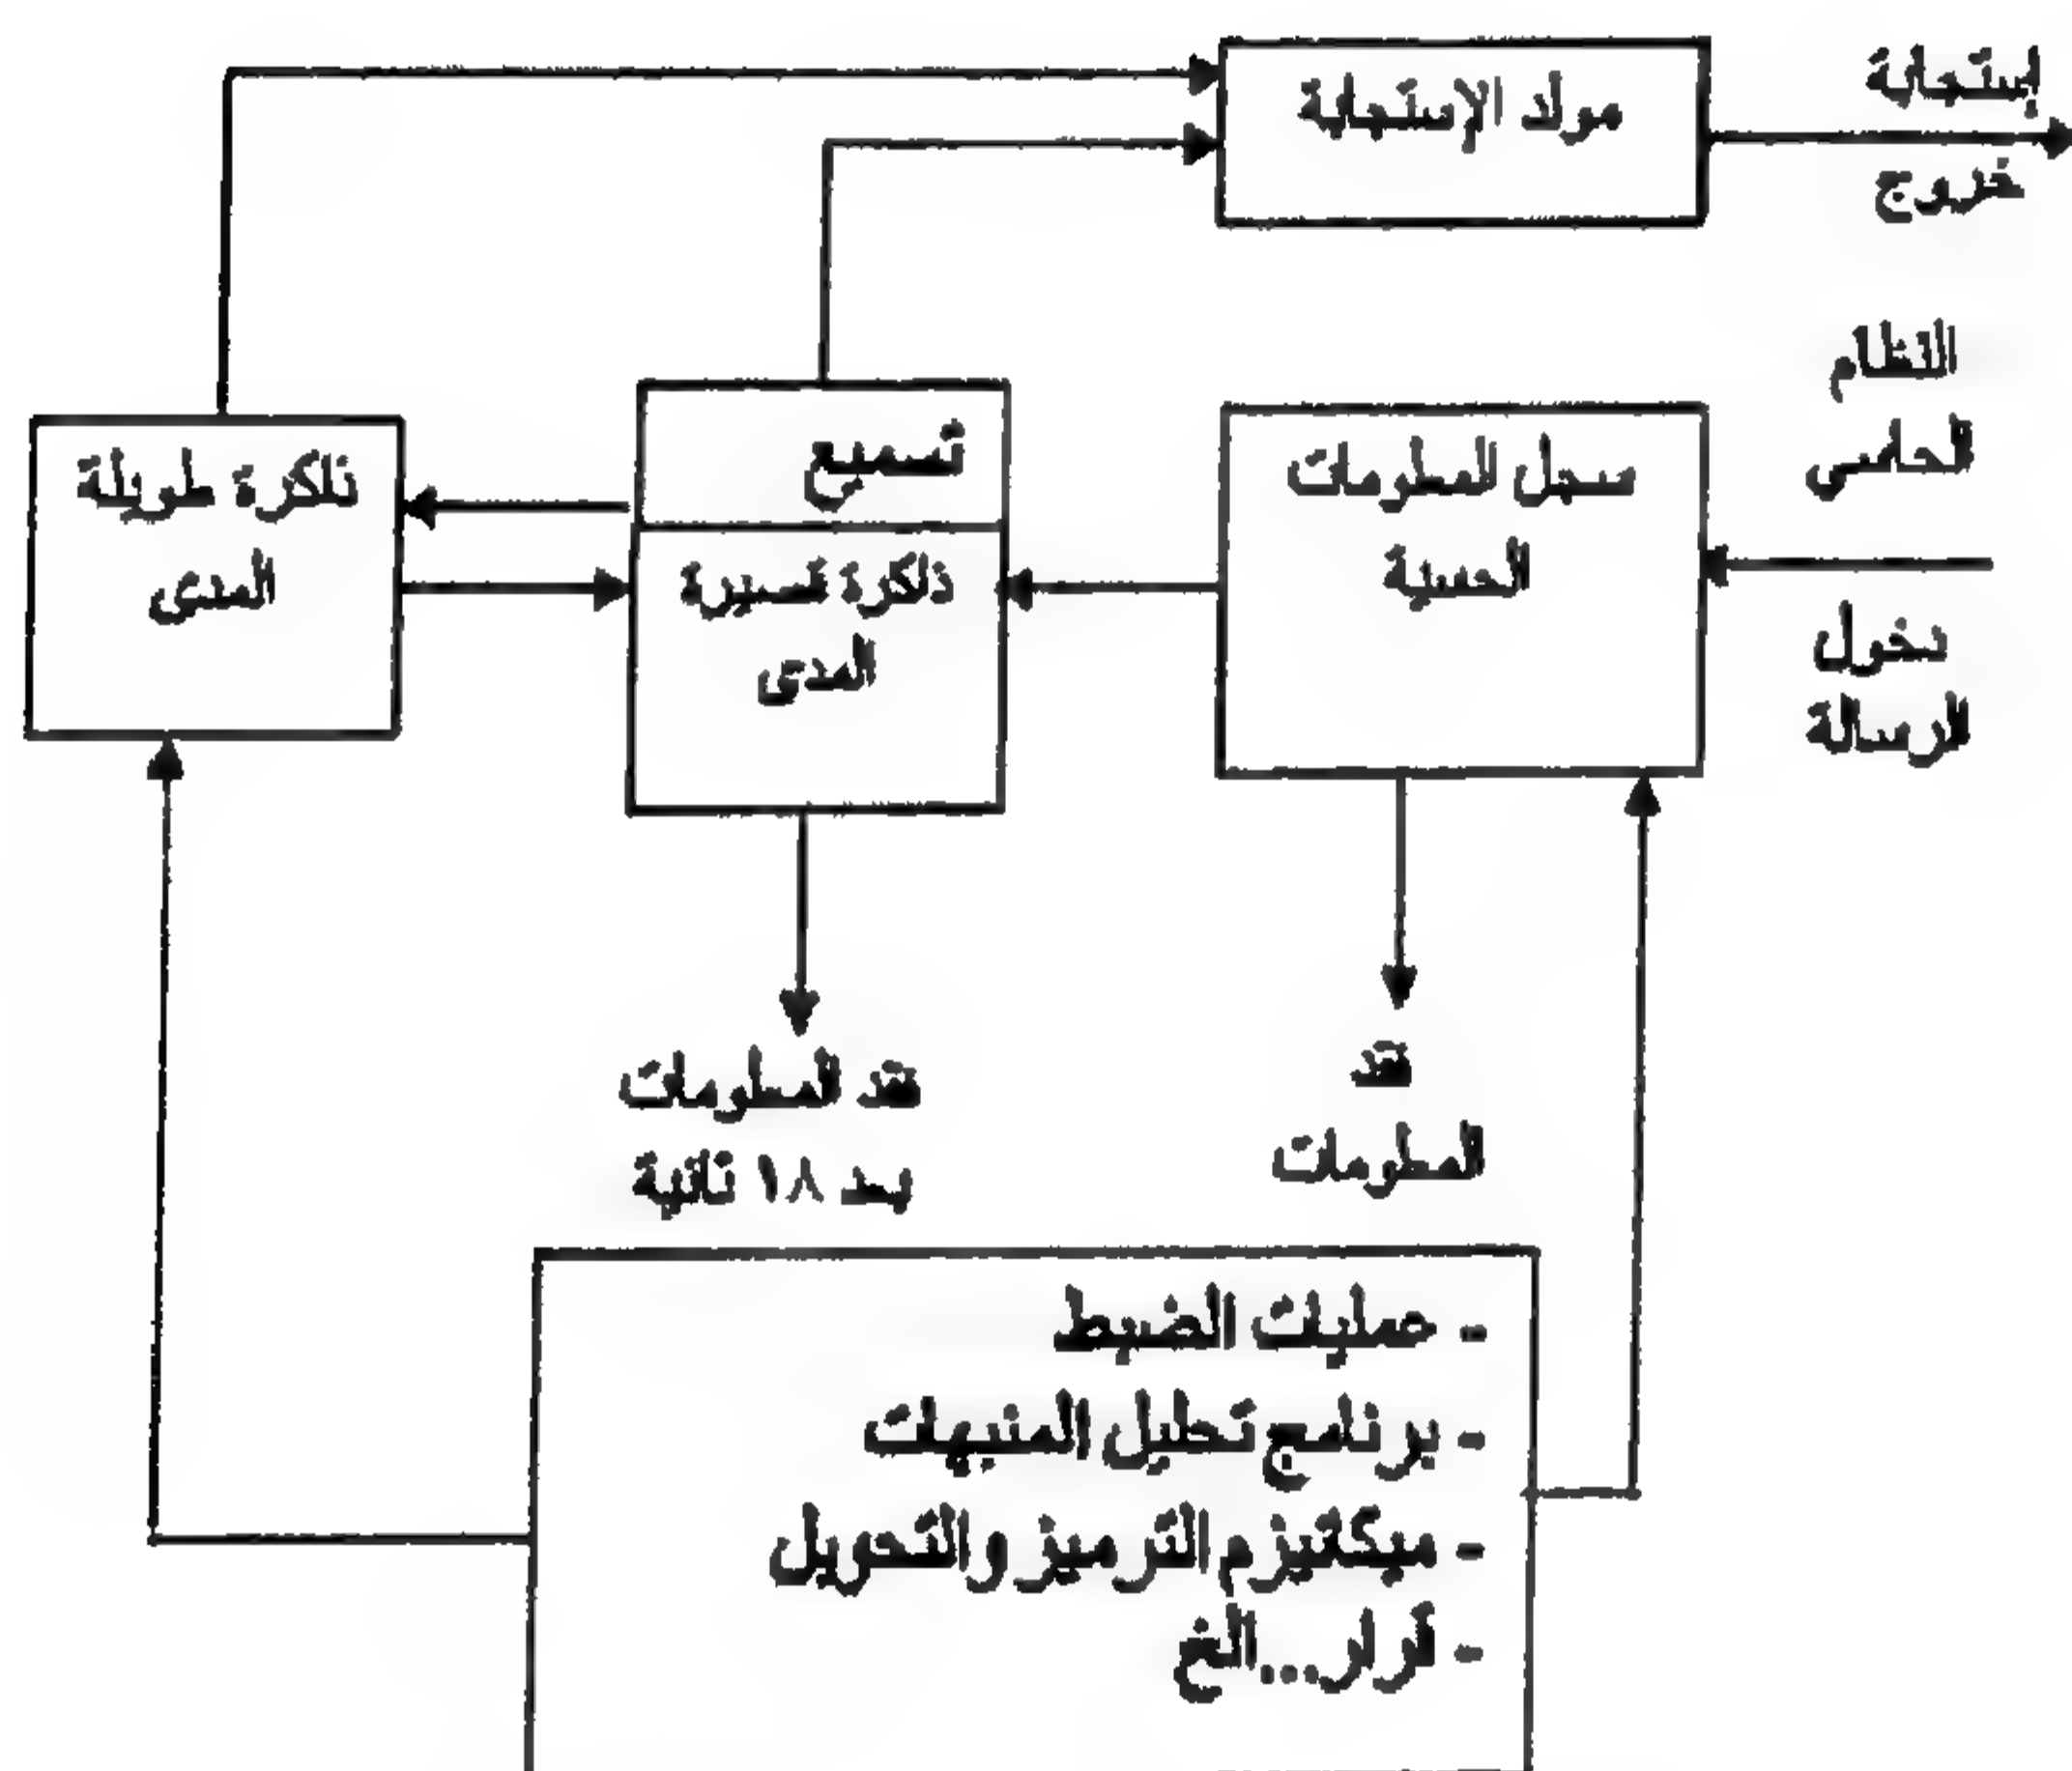 مولد الإستجابة
إستجابة
خروج
النظام
الحاسى
دخول
الرسالة
سجل المعلومات
الحسية
تسميع
ذاكرة قصيرة
المدى
ذاكرة طويلة
المدى
فقد
المعلومات
فقد المعلومات
بعد ١٨ ثانية
- عمليات الضبط
- برنامج تحليل المنبهات
- ميكانيزم الترميز والتحويل
- قرار...الخ